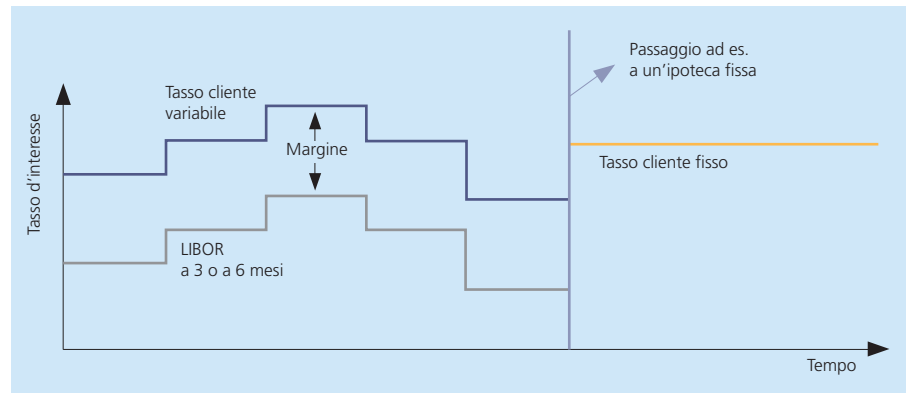 Passaggio ad es.
a un'ipoteca fissa
Tasso cliente
variabile
Tasso d'interesse
Margine
Tasso cliente fisso
LIBOR
a 3 o a 6 mesi
Tempo